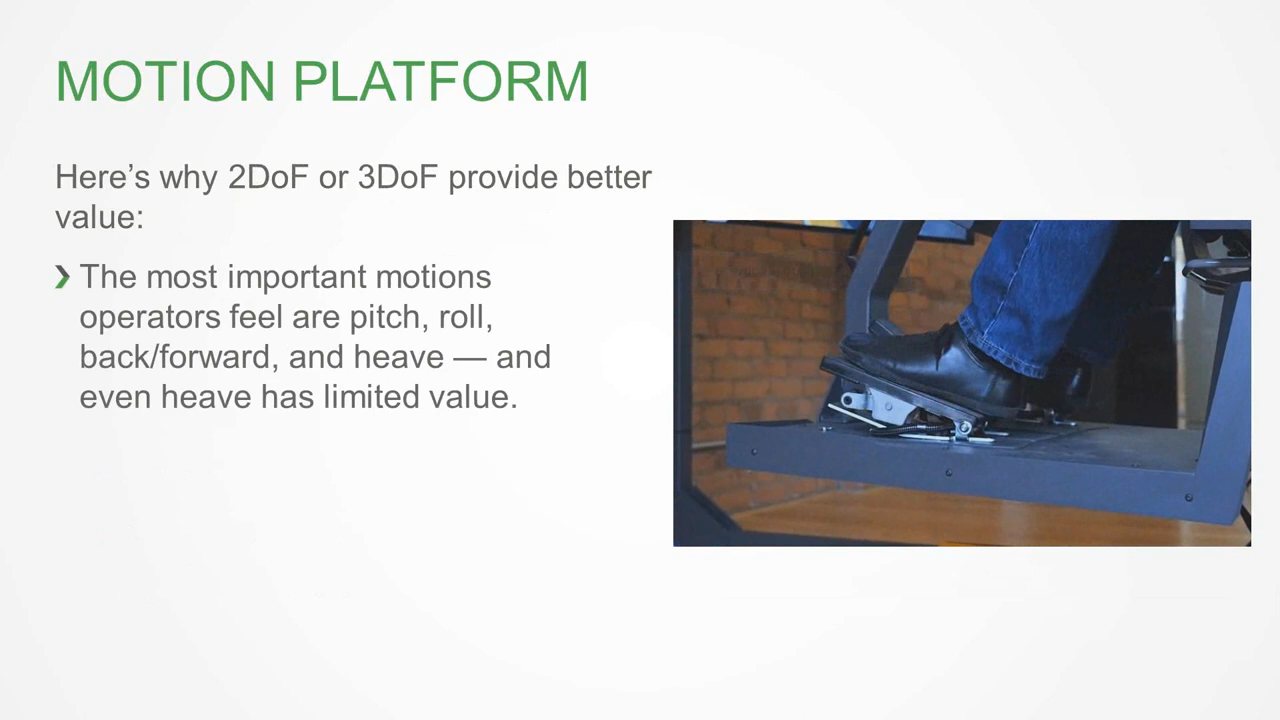 MOTION PLATFORM
Here’s why 2DoF or 3DoF provide better
value:
The most important motions
operators feel are pitch, roll,
back/forward, and heave — and
even heave has limited value.